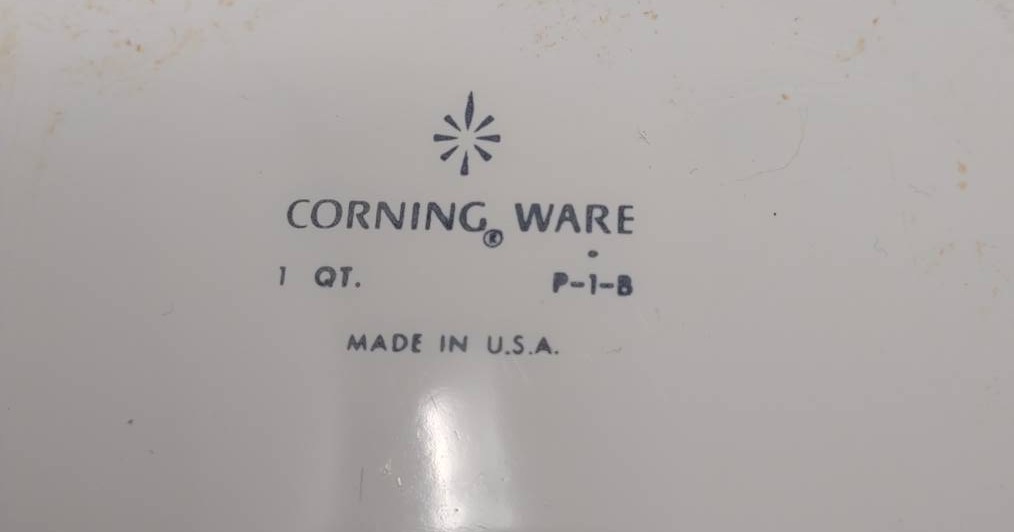 CORNING® WARE
1 QT. P-1-B
MADE IN U.S.A.